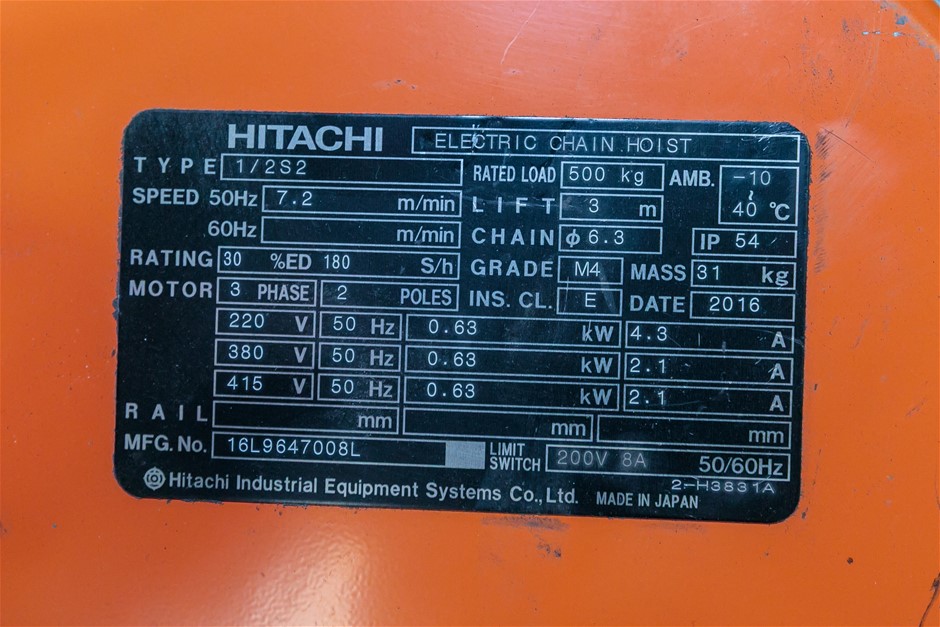 HITACHI ELECTRIC CHAIN HOIST
TYPE 1/2S2 RATED LOAD 500 kg AMB. -10 ~ 40 °C
SPEED 50Hz 7.2 m/min LIFT 3 m
60Hz m/min CHAIN φ6.3 IP 54
RATING 30 %ED 180 S/h GRADE M4 MASS 31 kg
MOTOR 3 PHASE 2 POLES INS. CL. E DATE 2016
220 V 50 Hz 0.63 kW 4.3 A
380 V 50 Hz 0.63 kW 2.1 A
415 V 50 Hz 0.63 kW 2.1 A
RAIL mm mm mm
MFG. No. 16L9647008L LIMIT SWITCH 200V 8A 50/60Hz
2-H3831A
Hitachi Industrial Equipment Systems Co., Ltd. MADE IN JAPAN